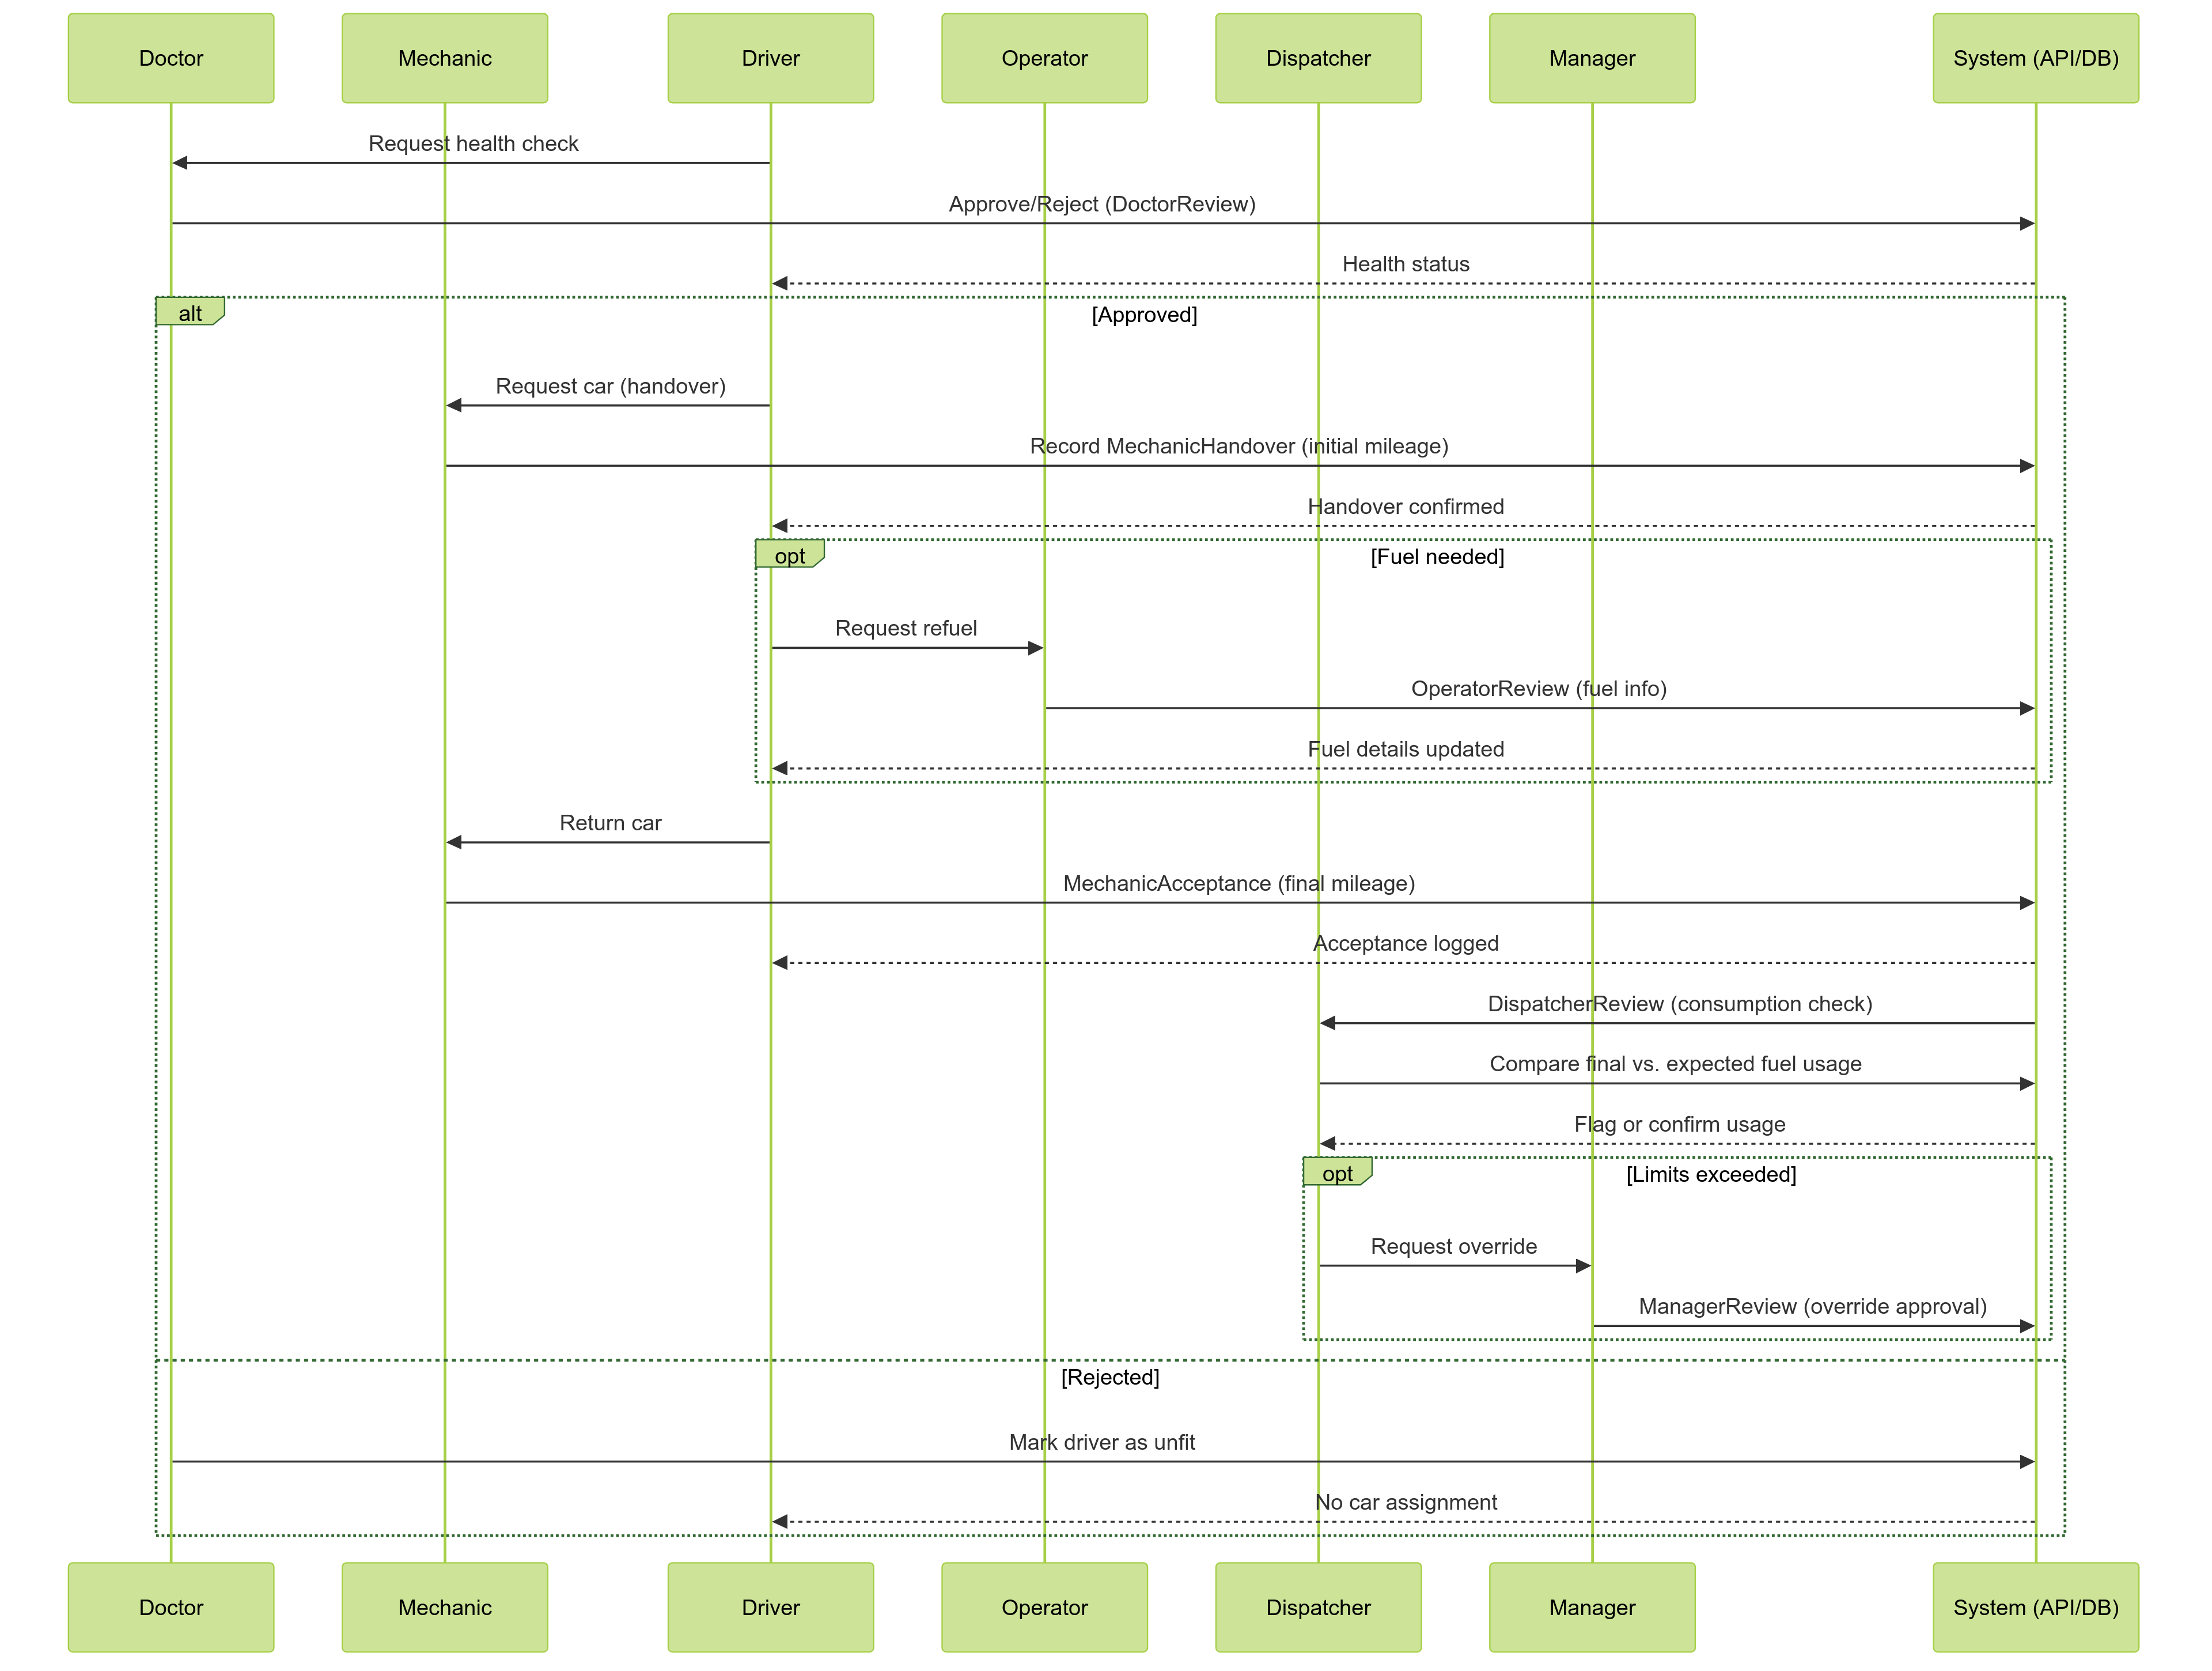 Doctor
Mechanic
Driver
Operator
Dispatcher
Manager
System (API/DB)
Request health check
Approve/Reject (DoctorReview)
Health status
alt
[Approved]
Request car (handover)
Record MechanicHandover (initial mileage)
Handover confirmed
opt
[Fuel needed]
Request refuel
OperatorReview (fuel info)
Fuel details updated
Return car
MechanicAcceptance (final mileage)
Acceptance logged
DispatcherReview (consumption check)
Compare final vs. expected fuel usage
Flag or confirm usage
opt
[Limits exceeded]
Request override
ManagerReview (override approval)
[Rejected]
Mark driver as unfit
No car assignment
Doctor
Mechanic
Driver
Operator
Dispatcher
Manager
System (API/DB)